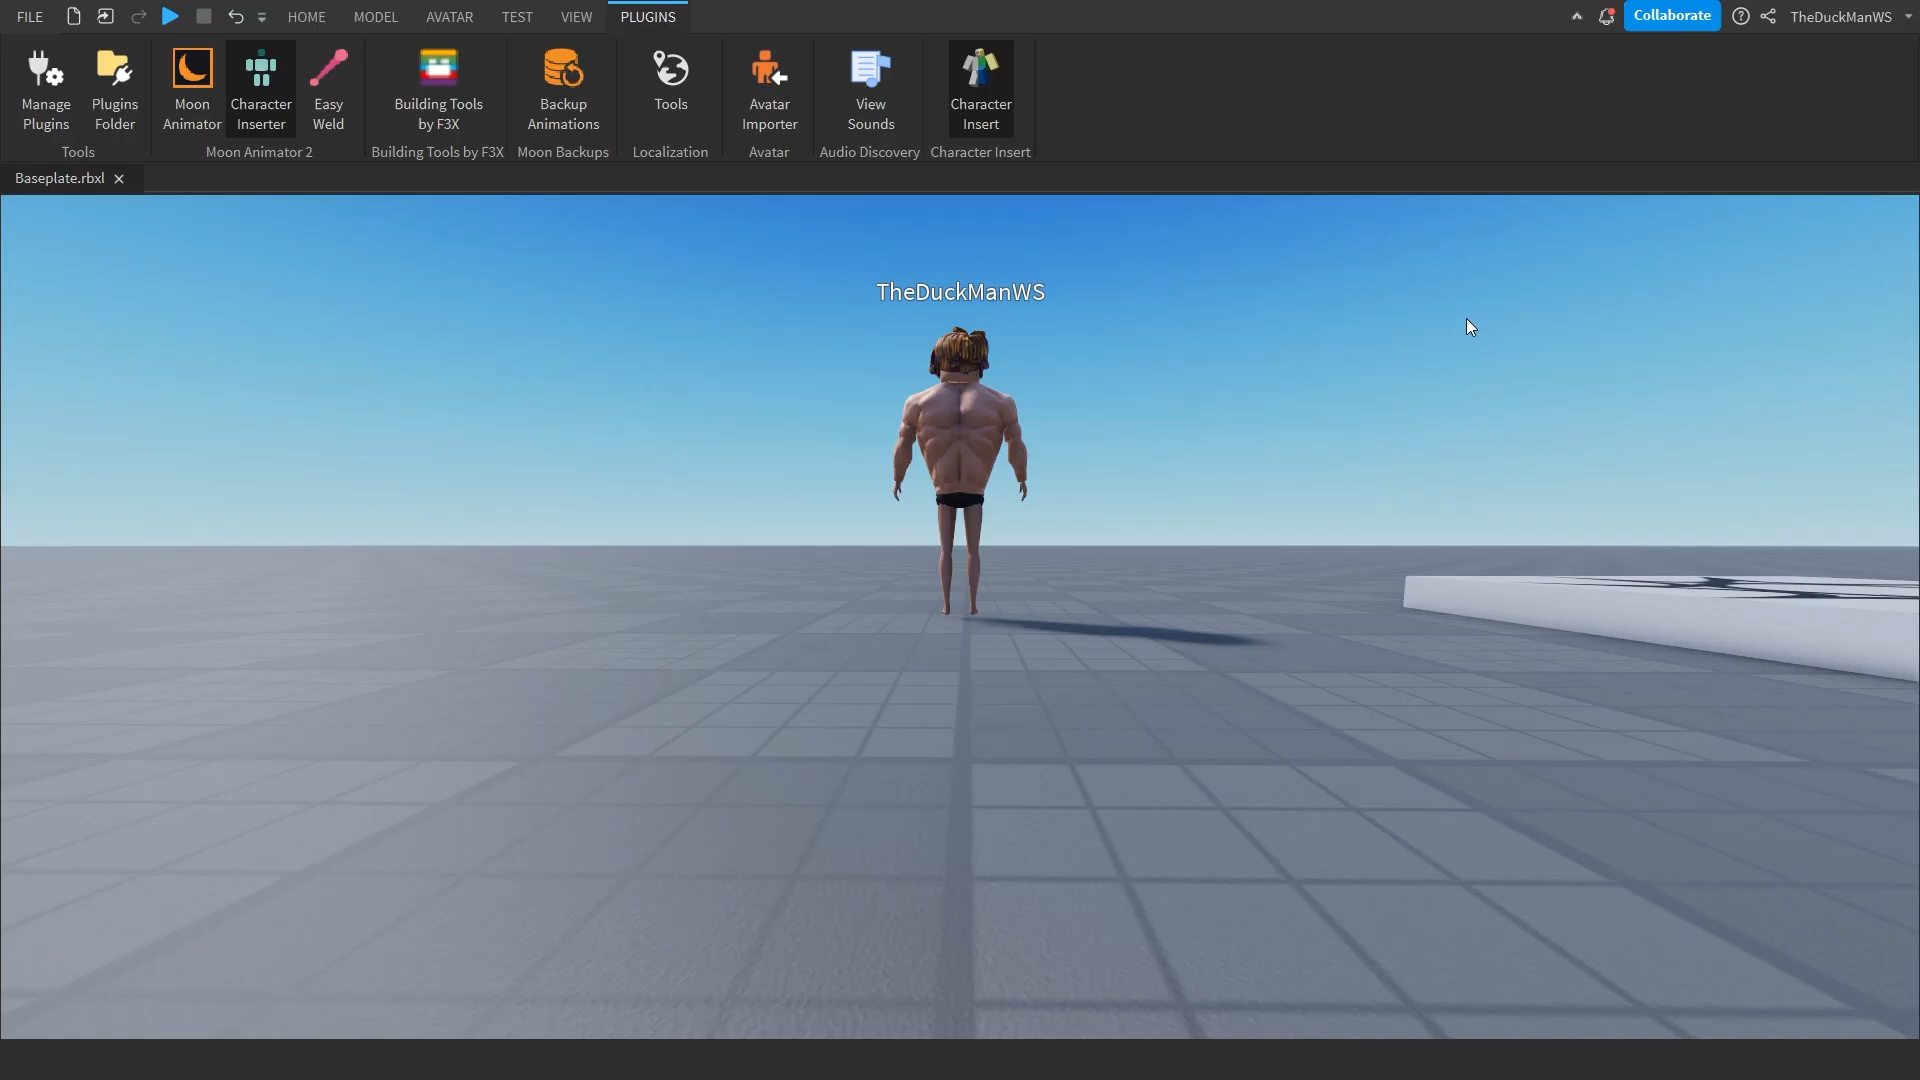 FILE HOME MODEL AVATAR TEST VIEW PLUGINS Collaborate TheDuckManWS
Manage Plugins
Plugins Folder
Tools
Moon Animator
Character Inserter
Easy Weld
Moon Animator 2
Building Tools by F3X
Building Tools by F3X
Backup Animations
Moon Backups
Tools
Localization
Avatar Importer
Avatar
View Sounds
Audio Discovery
Character Insert
Character Insert
Baseplate.rbxl
TheDuckManWS